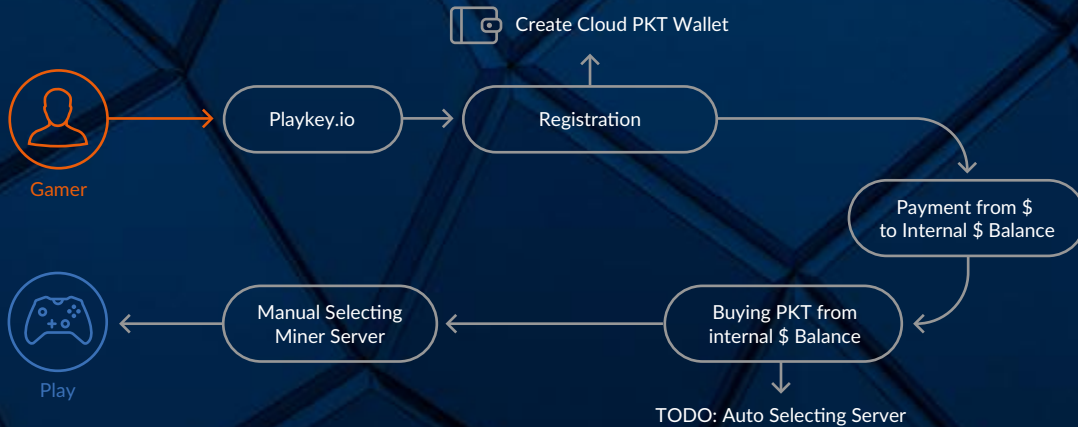 Create Cloud PKT Wallet
Playkey.io
Registration
Gamer
Payment from $
to Internal $ Balance
Manual Selecting
Miner Server
Buying PKT from
internal $ Balance
Play
TODO: Auto Selecting Server